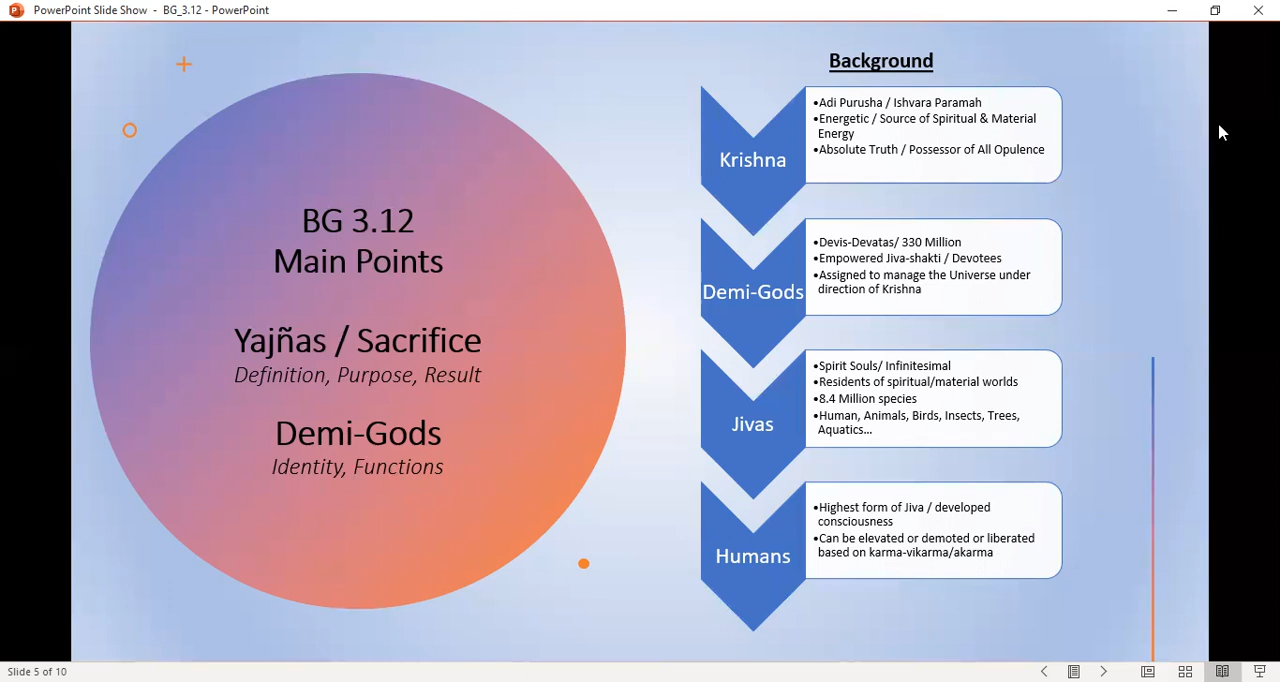 PowerPoint Slide Show - BG_3.12 - PowerPoint
BG 3.12
Main Points
Yajñas / Sacrifice
Definition, Purpose, Result
Demi-Gods
Identity, Functions
Background
Krishna
•Adi Purusha / Ishvara Paramah
•Energetic / Source of Spiritual & Material
Energy
•Absolute Truth / Possessor of All Opulence
Demi-Gods
•Devis-Devatas/ 330 Million
•Empowered Jiva-shakti / Devotees
•Assigned to manage the Universe under
direction of Krishna
Jivas
•Spirit Souls/ Infinitesimal
•Residents of spiritual/material worlds
•8.4 Million species
•Human, Animals, Birds, Insects, Trees,
Aquatics...
Humans
•Highest form of Jiva / developed
consciousness
•Can be elevated or demoted or liberated
based on karma-vikarma/akarma
Slide 5 of 10